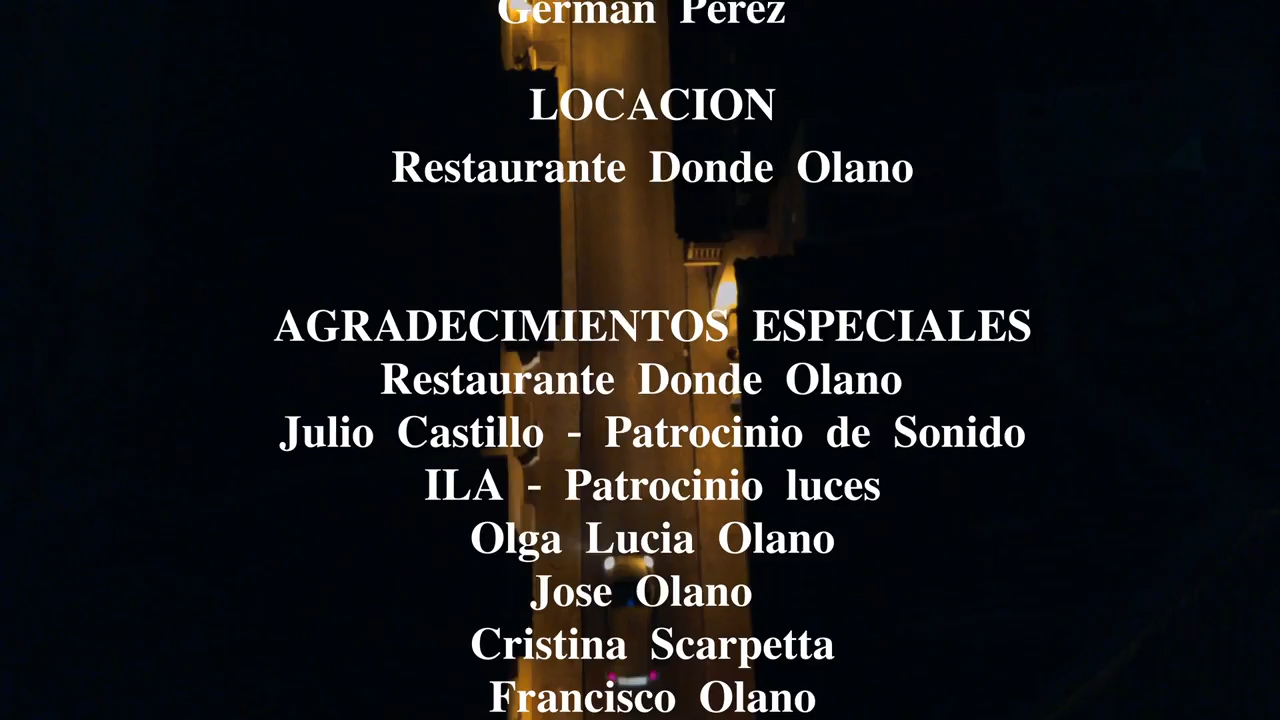 German Perez
LOCACION
Restaurante Donde Olano
AGRADECIMIENTOS ESPECIALES
Restaurante Donde Olano
Julio Castillo - Patrocinio de Sonido
ILA - Patrocinio luces
Olga Lucia Olano
Jose Olano
Cristina Scarpetta
Francisco Olano